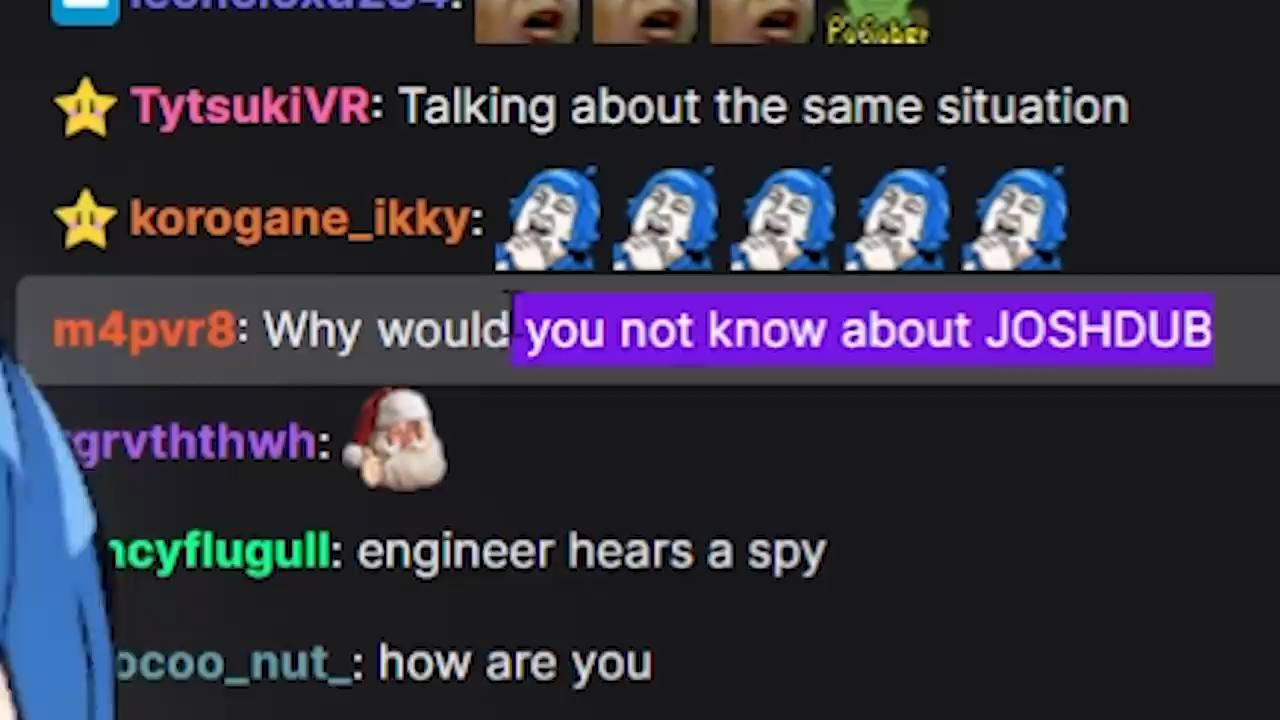 TytsukiVR: Talking about the same situation
korogane_ikky:
m4pvr8: Why would you not know about JOSHDUB
grvththwh:
ncyflugull: engineer hears a spy
ocoo_nut_: how are you